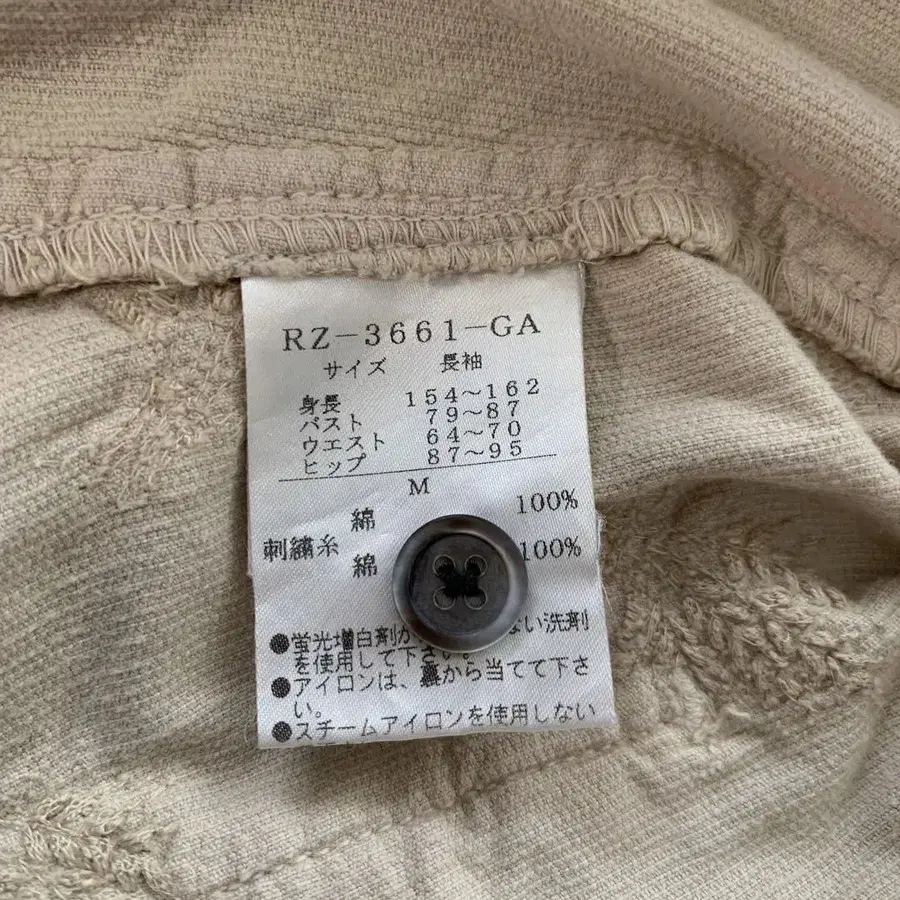 RZ-3661-GA
サイズ 長袖
身長 154~162
バスト 79~87
ウエスト 64~70
ヒップ 87~95
M
綿 100%
刺繍糸
綿 100%
●蛍光増白剤が ない洗剤
を使用して下さい。
●アイロンは、裏から当てて下さ
い。
●スチームアイロンを使用しない